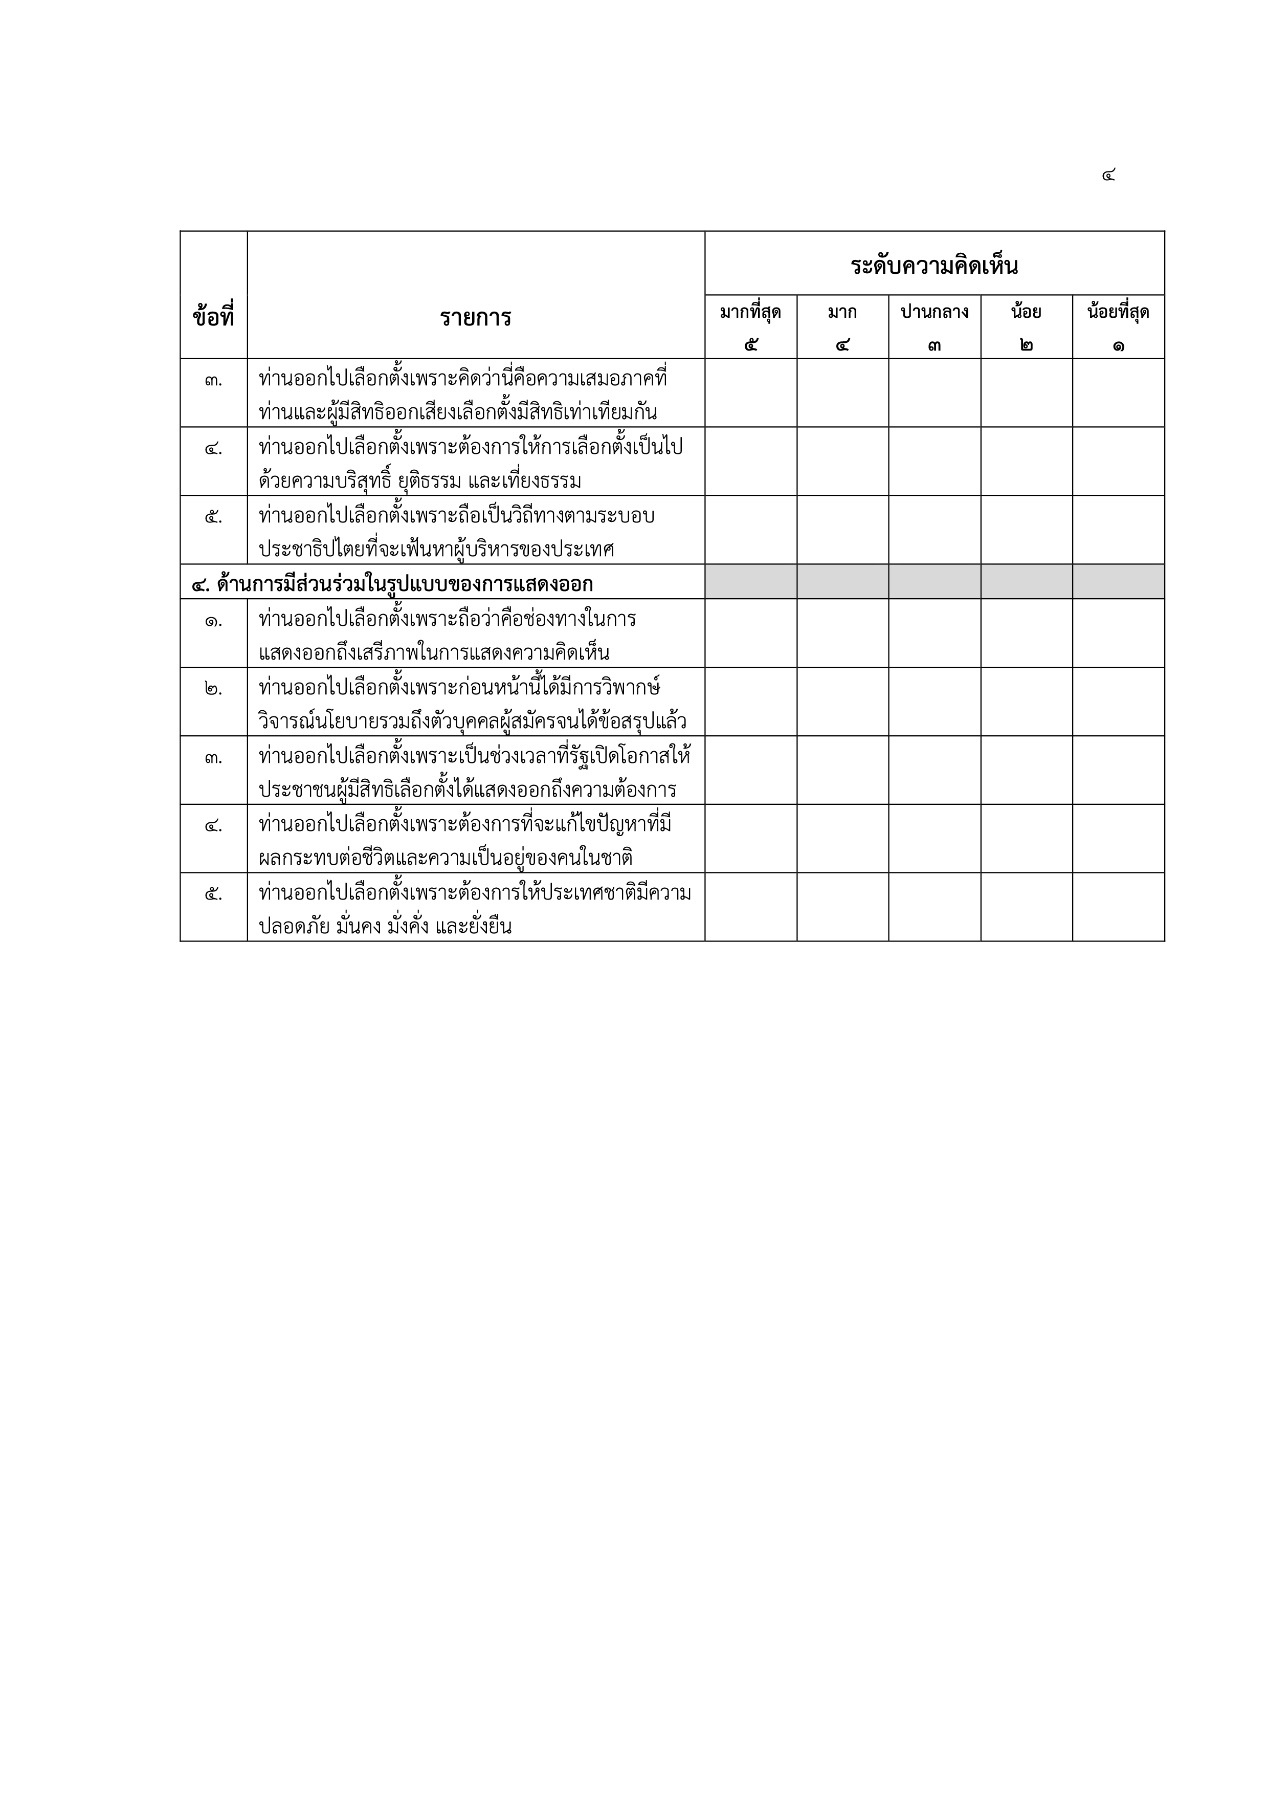 ๔
ระดับความคิดเห็น
ข้อที่ รายการ มากที่สุด มาก ปานกลาง น้อย น้อยที่สุด
๕ ๔ ๓ ๒ ๑
๓. ท่านออกไปเลือกตั้งเพราะคิดว่านี่คือความเสมอภาคที่
ท่านและผู้มีสิทธิออกเสียงเลือกตั้งมีสิทธิเท่าเทียมกัน
๔. ท่านออกไปเลือกตั้งเพราะต้องการให้การเลือกตั้งเป็นไป
ด้วยความบริสุทธิ์ ยุติธรรม และเที่ยงธรรม
๕. ท่านออกไปเลือกตั้งเพราะถือเป็นวิถีทางตามระบอบ
ประชาธิปไตยที่จะเฟ้นหาผู้บริหารของประเทศ
๔. ด้านการมีส่วนร่วมในรูปแบบของการแสดงออก
๑. ท่านออกไปเลือกตั้งเพราะถือว่าคือช่องทางในการ
แสดงออกถึงเสรีภาพในการแสดงความคิดเห็น
๒. ท่านออกไปเลือกตั้งเพราะก่อนหน้านี้ได้มีการวิพากษ์
วิจารณ์นโยบายรวมถึงตัวบุคคลผู้สมัครจนได้ข้อสรุปแล้ว
๓. ท่านออกไปเลือกตั้งเพราะเป็นช่วงเวลาที่รัฐเปิดโอกาสให้
ประชาชนผู้มีสิทธิเลือกตั้งได้แสดงออกถึงความต้องการ
๔. ท่านออกไปเลือกตั้งเพราะต้องการที่จะแก้ไขปัญหาที่มี
ผลกระทบต่อชีวิตและความเป็นอยู่ของคนในชาติ
๕. ท่านออกไปเลือกตั้งเพราะต้องการให้ประเทศชาติมีความ
ปลอดภัย มั่นคง มั่งคั่ง และยั่งยืน